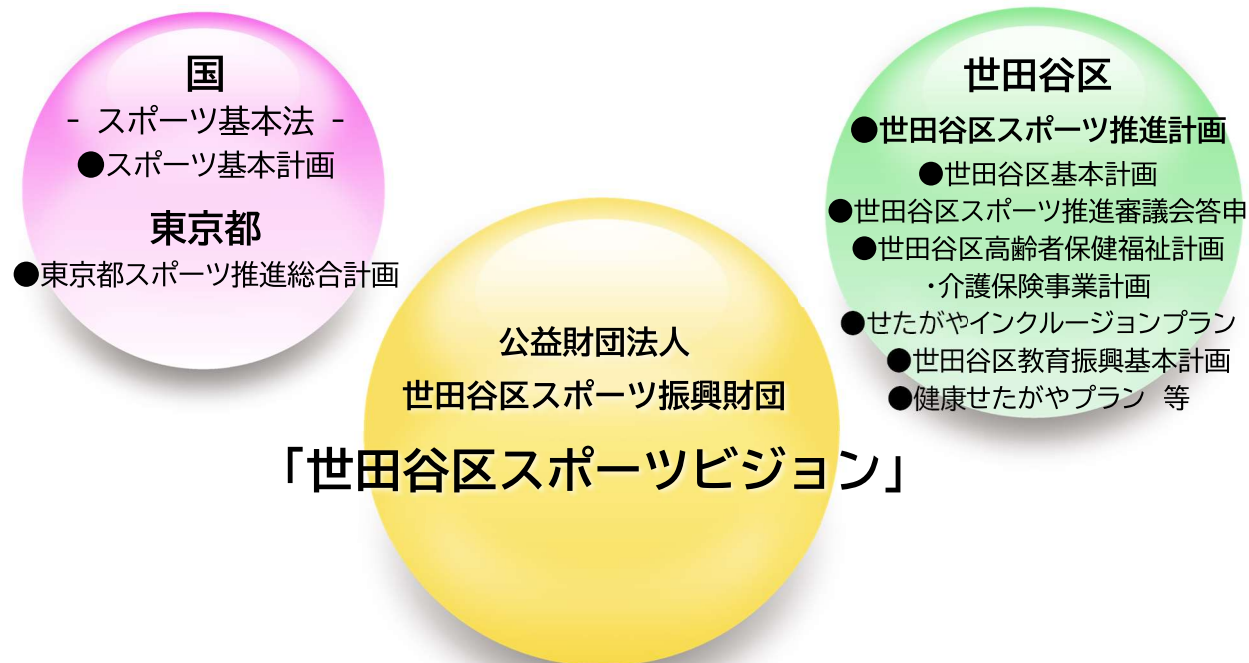 国
- スポーツ基本法 -
●スポーツ基本計画
東京都
●東京都スポーツ推進総合計画
世田谷区
●世田谷区スポーツ推進計画
●世田谷区基本計画
●世田谷区スポーツ推進審議会答申
●世田谷区高齢者保健福祉計画
・介護保険事業計画
●せたがやインクルージョンプラン
●世田谷区教育振興基本計画
●健康せたがやプラン 等
公益財団法人
世田谷区スポーツ振興財団
「世田谷区スポーツビジョン」